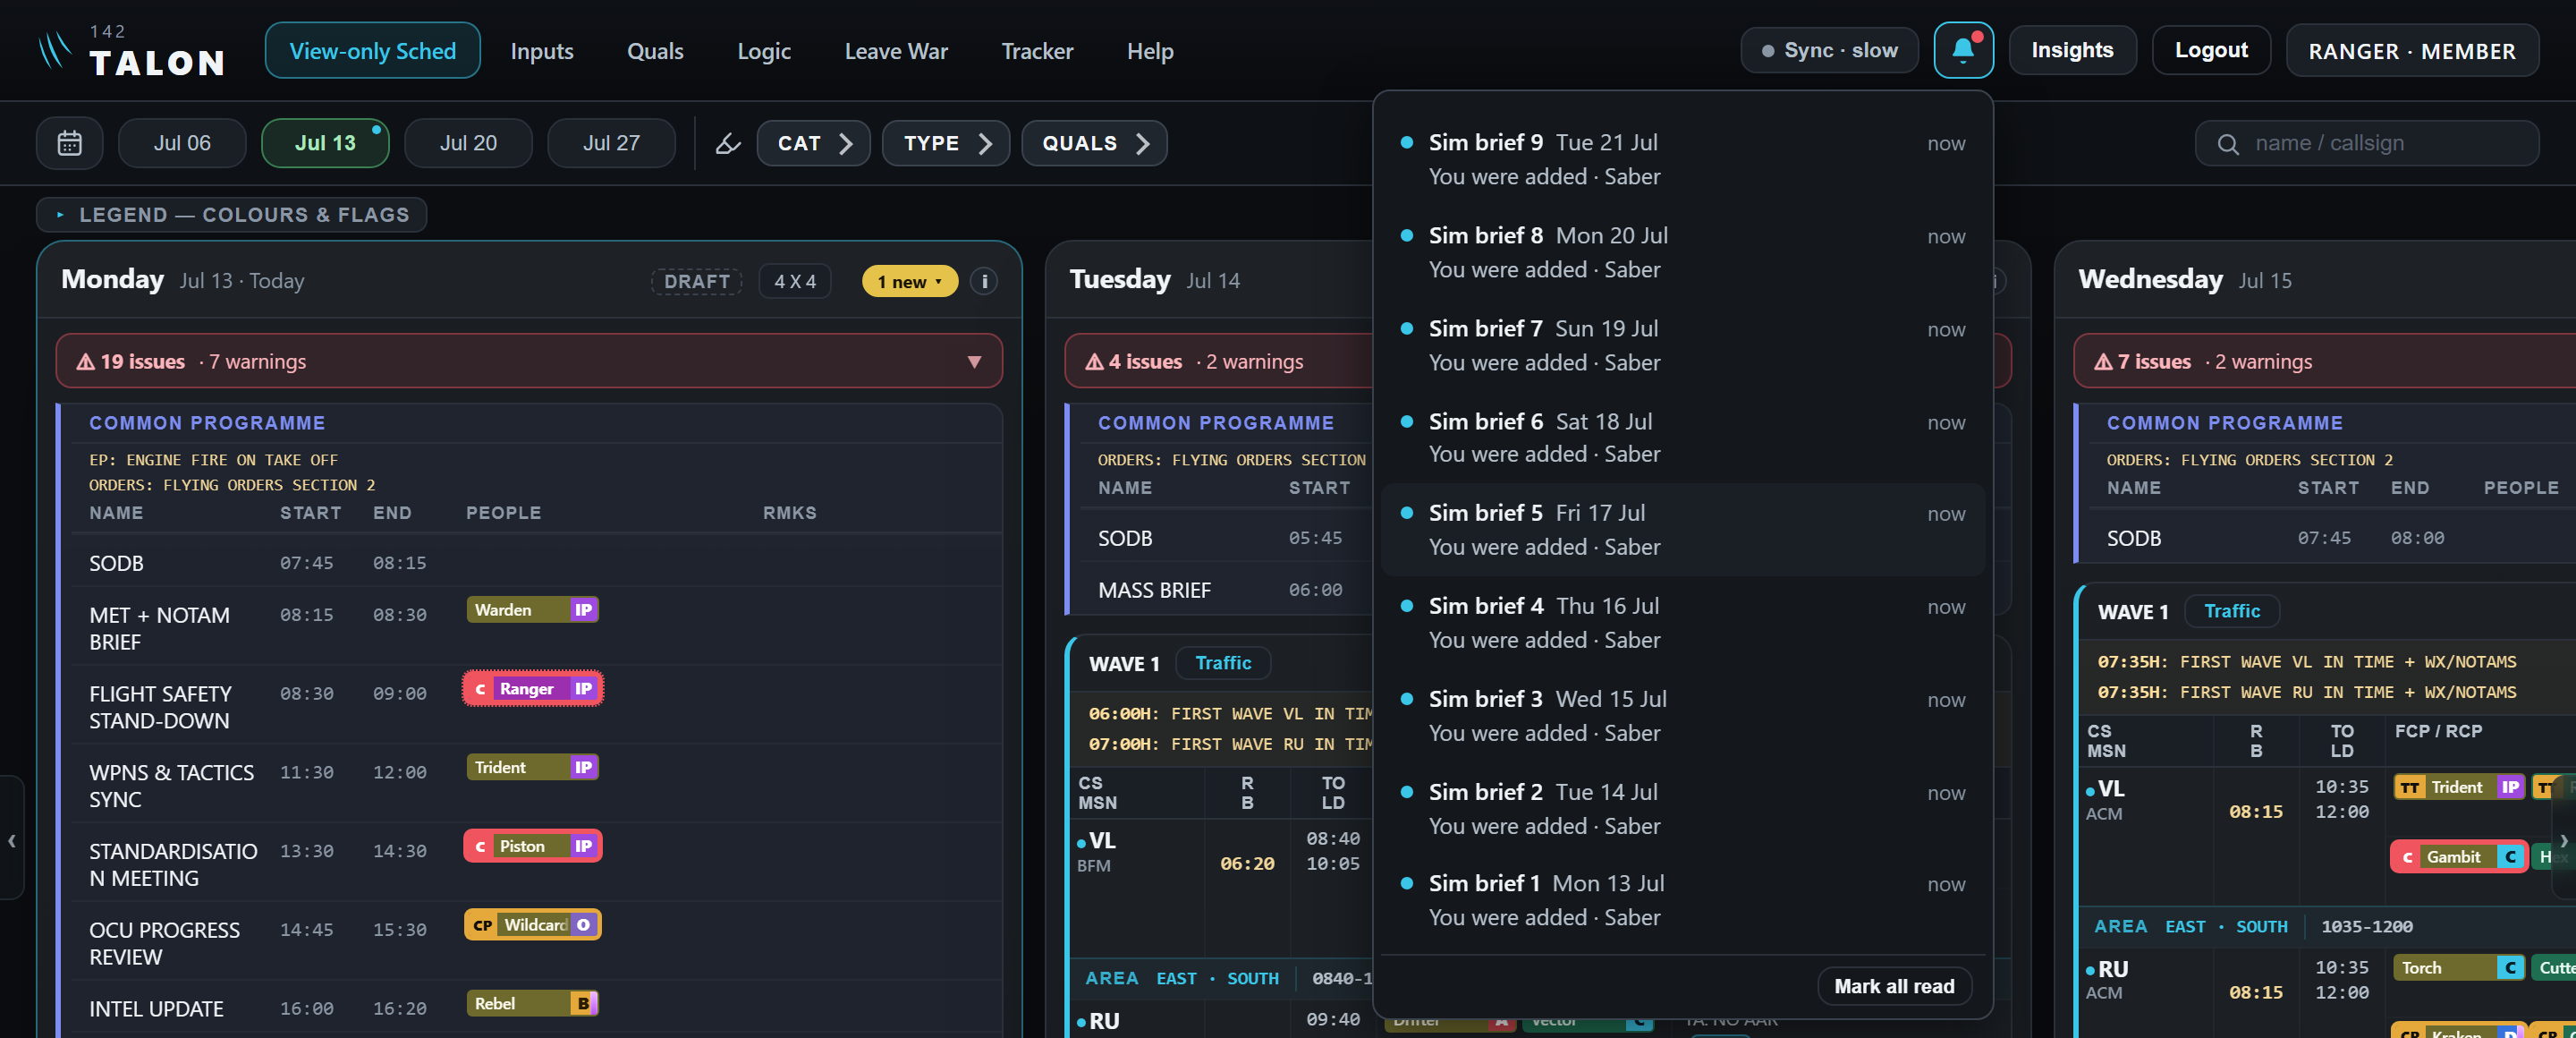 142
TALON
View-only Sched
Inputs
Quals
Logic
Leave War
Tracker
Help
Sync · slow
Insights
Logout
RANGER · MEMBER
Jul 06
Jul 13
Jul 20
Jul 27
CAT
TYPE
QUALS
name / callsign
LEGEND — COLOURS & FLAGS
Monday Jul 13 · Today
DRAFT
4 X 4
1 new
i
19 issues · 7 warnings
COMMON PROGRAMME
EP: ENGINE FIRE ON TAKE OFF
ORDERS: FLYING ORDERS SECTION 2
NAME START END PEOPLE RMKS
SODB 07:45 08:15
MET + NOTAM 08:15 08:30 Warden IP
BRIEF
FLIGHT SAFETY 08:30 09:00 C Ranger IP
STAND-DOWN
WPNS & TACTICS 11:30 12:00 Trident IP
SYNC
STANDARDISATIO 13:30 14:30 C Piston IP
N MEETING
OCU PROGRESS 14:45 15:30 CP Wildcard O
REVIEW
INTEL UPDATE 16:00 16:20 Rebel B
Tuesday Jul 14
i
4 issues · 2 warnings
COMMON PROGRAMME
ORDERS: FLYING ORDERS SECTION
NAME START
SODB 05:45
MASS BRIEF 06:00
WAVE 1 Traffic
06:00H: FIRST WAVE VL IN TIM
07:00H: FIRST WAVE RU IN TIM
CS R TO
MSN B LD
VL 08:40
BFM 06:20 10:05
AREA EAST · SOUTH 0840-1
RU 09:40
Drifter A Vector C
Sim brief 9 Tue 21 Jul now
You were added · Saber
Sim brief 8 Mon 20 Jul now
You were added · Saber
Sim brief 7 Sun 19 Jul now
You were added · Saber
Sim brief 6 Sat 18 Jul now
You were added · Saber
Sim brief 5 Fri 17 Jul now
You were added · Saber
Sim brief 4 Thu 16 Jul now
You were added · Saber
Sim brief 3 Wed 15 Jul now
You were added · Saber
Sim brief 2 Tue 14 Jul now
You were added · Saber
Sim brief 1 Mon 13 Jul now
You were added · Saber
Mark all read
Wednesday Jul 15
7 issues · 2 warnings
COMMON PROGRAMME
ORDERS: FLYING ORDERS SECTION 2
NAME START END PEOPLE
SODB 07:45 08:00
WAVE 1 Traffic
07:35H: FIRST WAVE VL IN TIME + WX/NOTAMS
07:35H: FIRST WAVE RU IN TIME + WX/NOTAMS
CS R TO FCP / RCP
MSN B LD
VL 10:35 TT Trident IP
ACM 08:15 12:00
C Gambit C
AREA EAST · SOUTH 1035-1200
RU 10:35 Torch C Cutte
ACM 08:15 12:00
CP Kraken